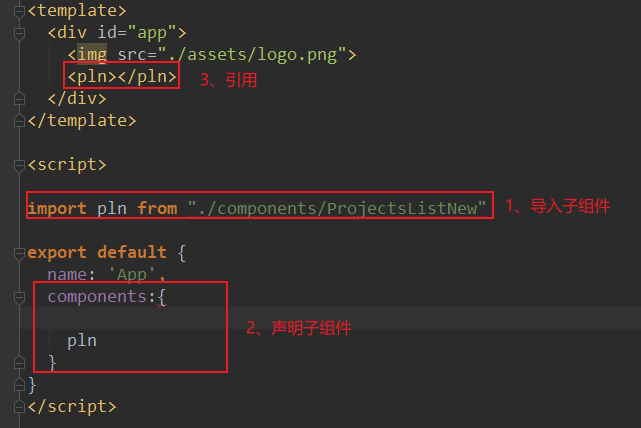 <template>
<div id="app">
<img src="./assets/logo.png">
<pln></pln> 3、引用
</div>
</template>
<script>
import pln from "./components/ProjectsListNew" 1、导入子组件
export default {
name: 'App',
components:{
2、声明子组件
pln
}
}
</script>